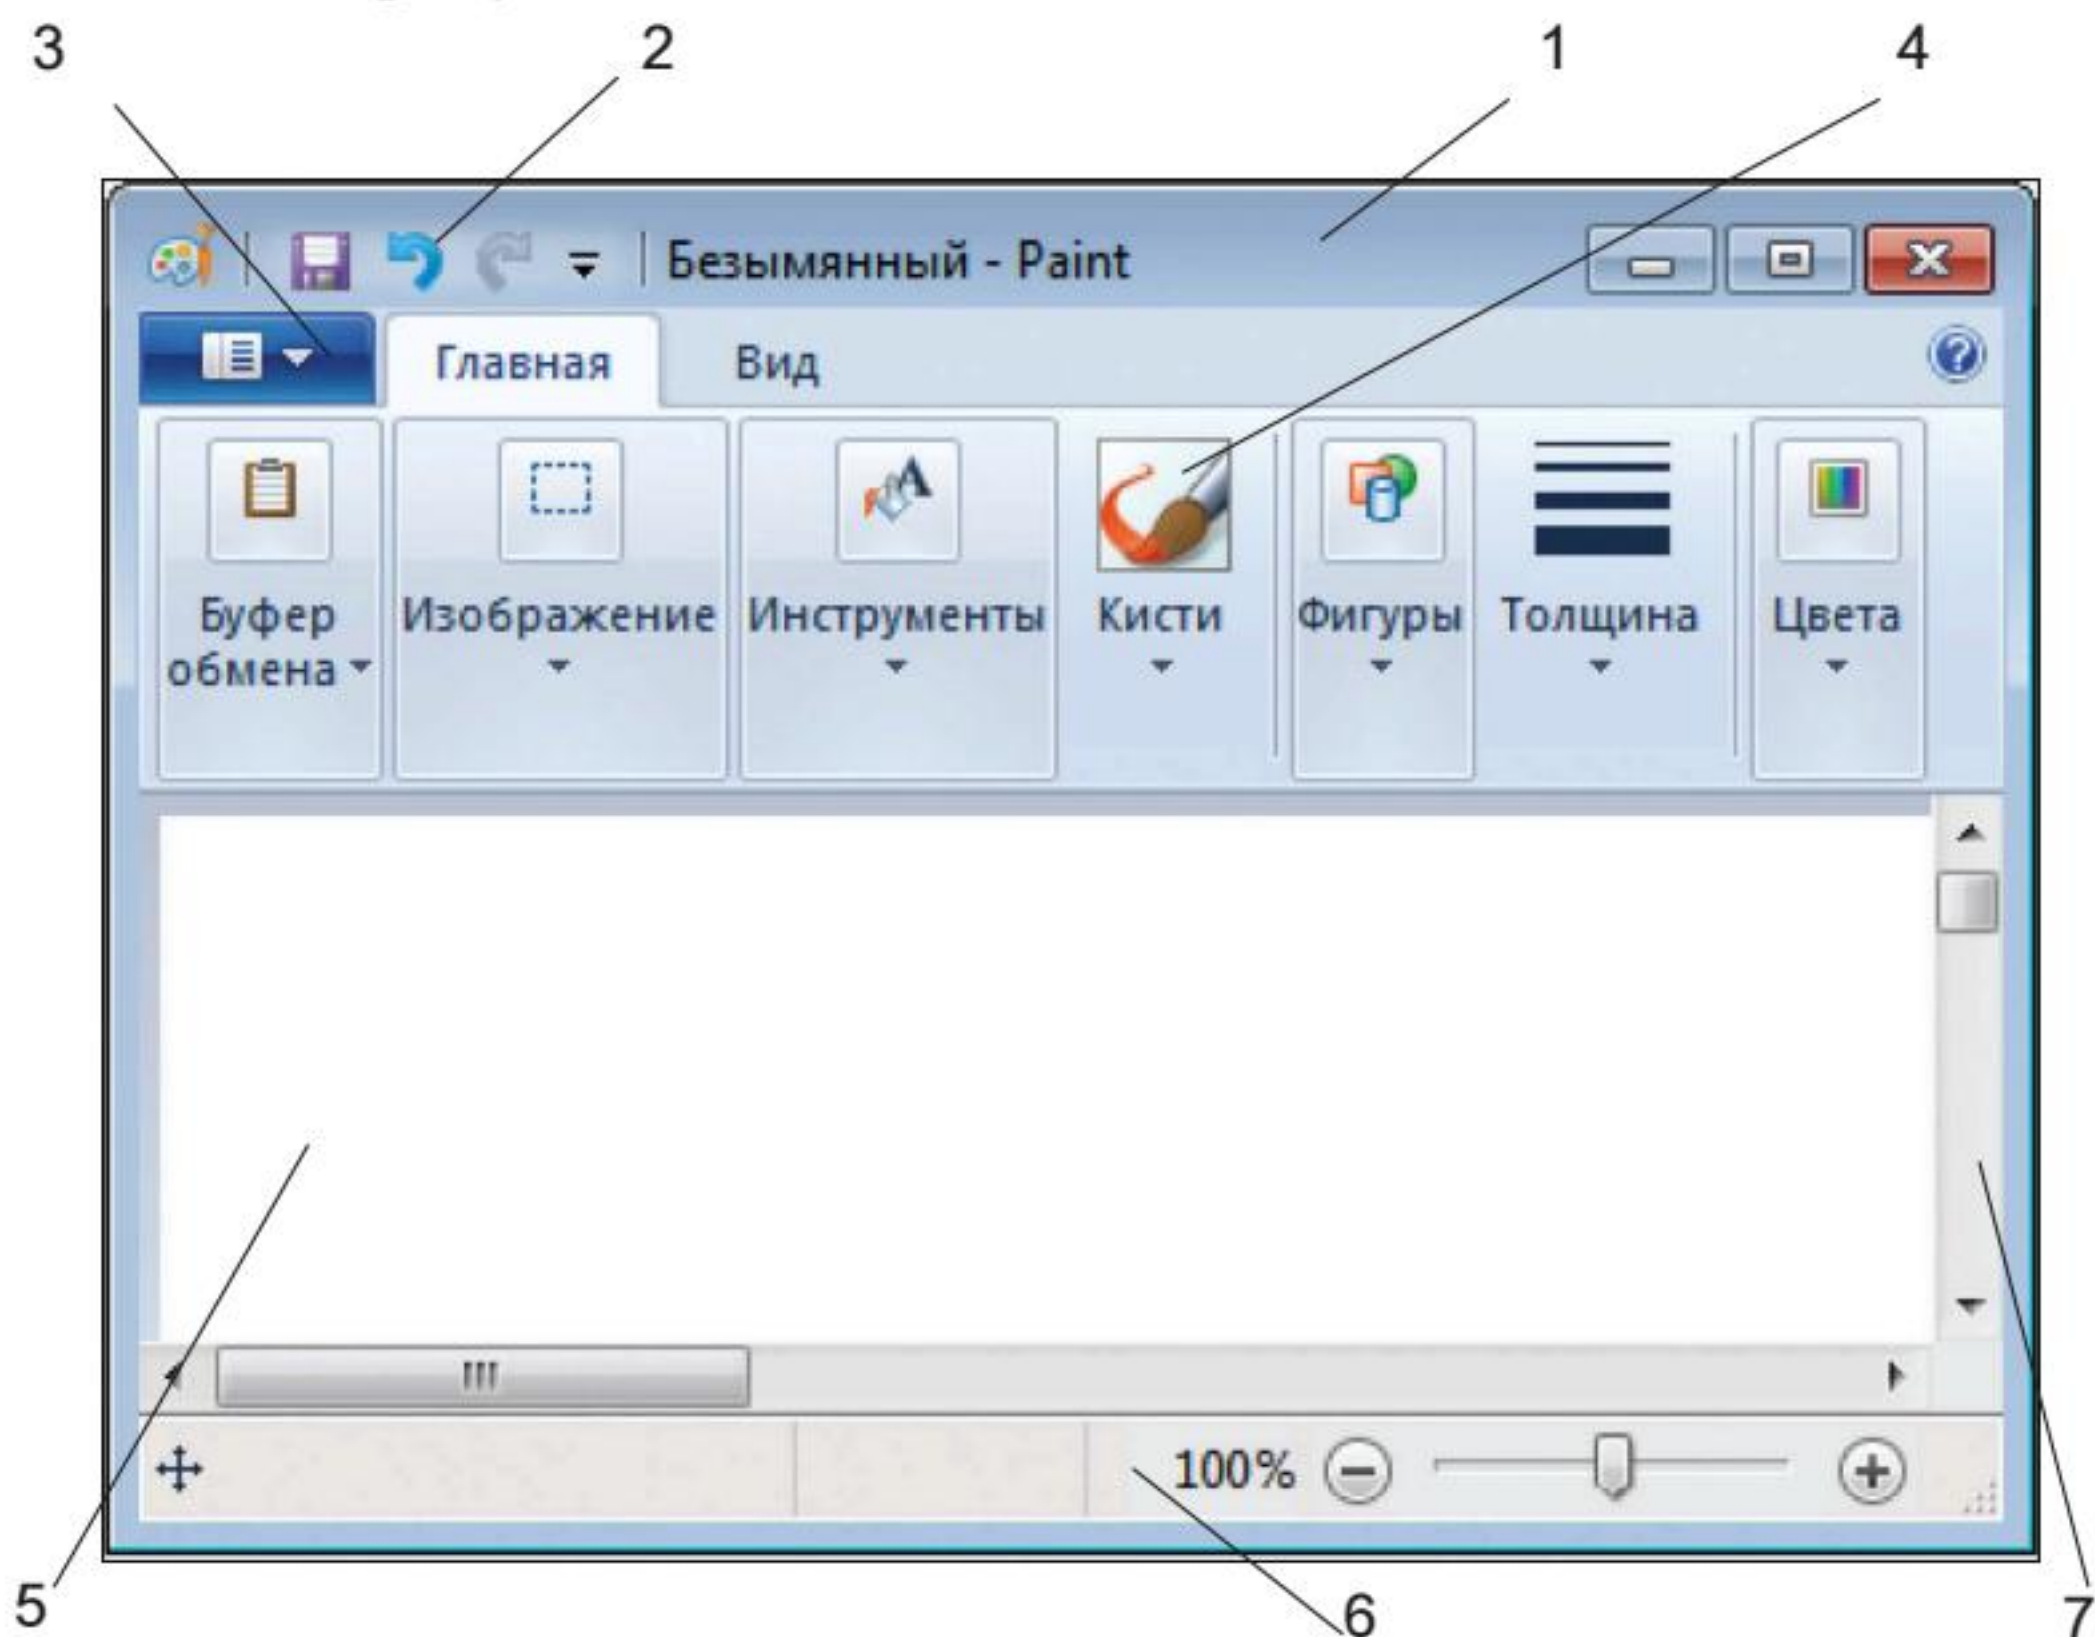 3 2 1 4
Безымянный - Paint
Главная Вид
Буфер обмена
Изображение
Инструменты
Кисти
Фигуры
Толщина
Цвета
100%
5 6 7